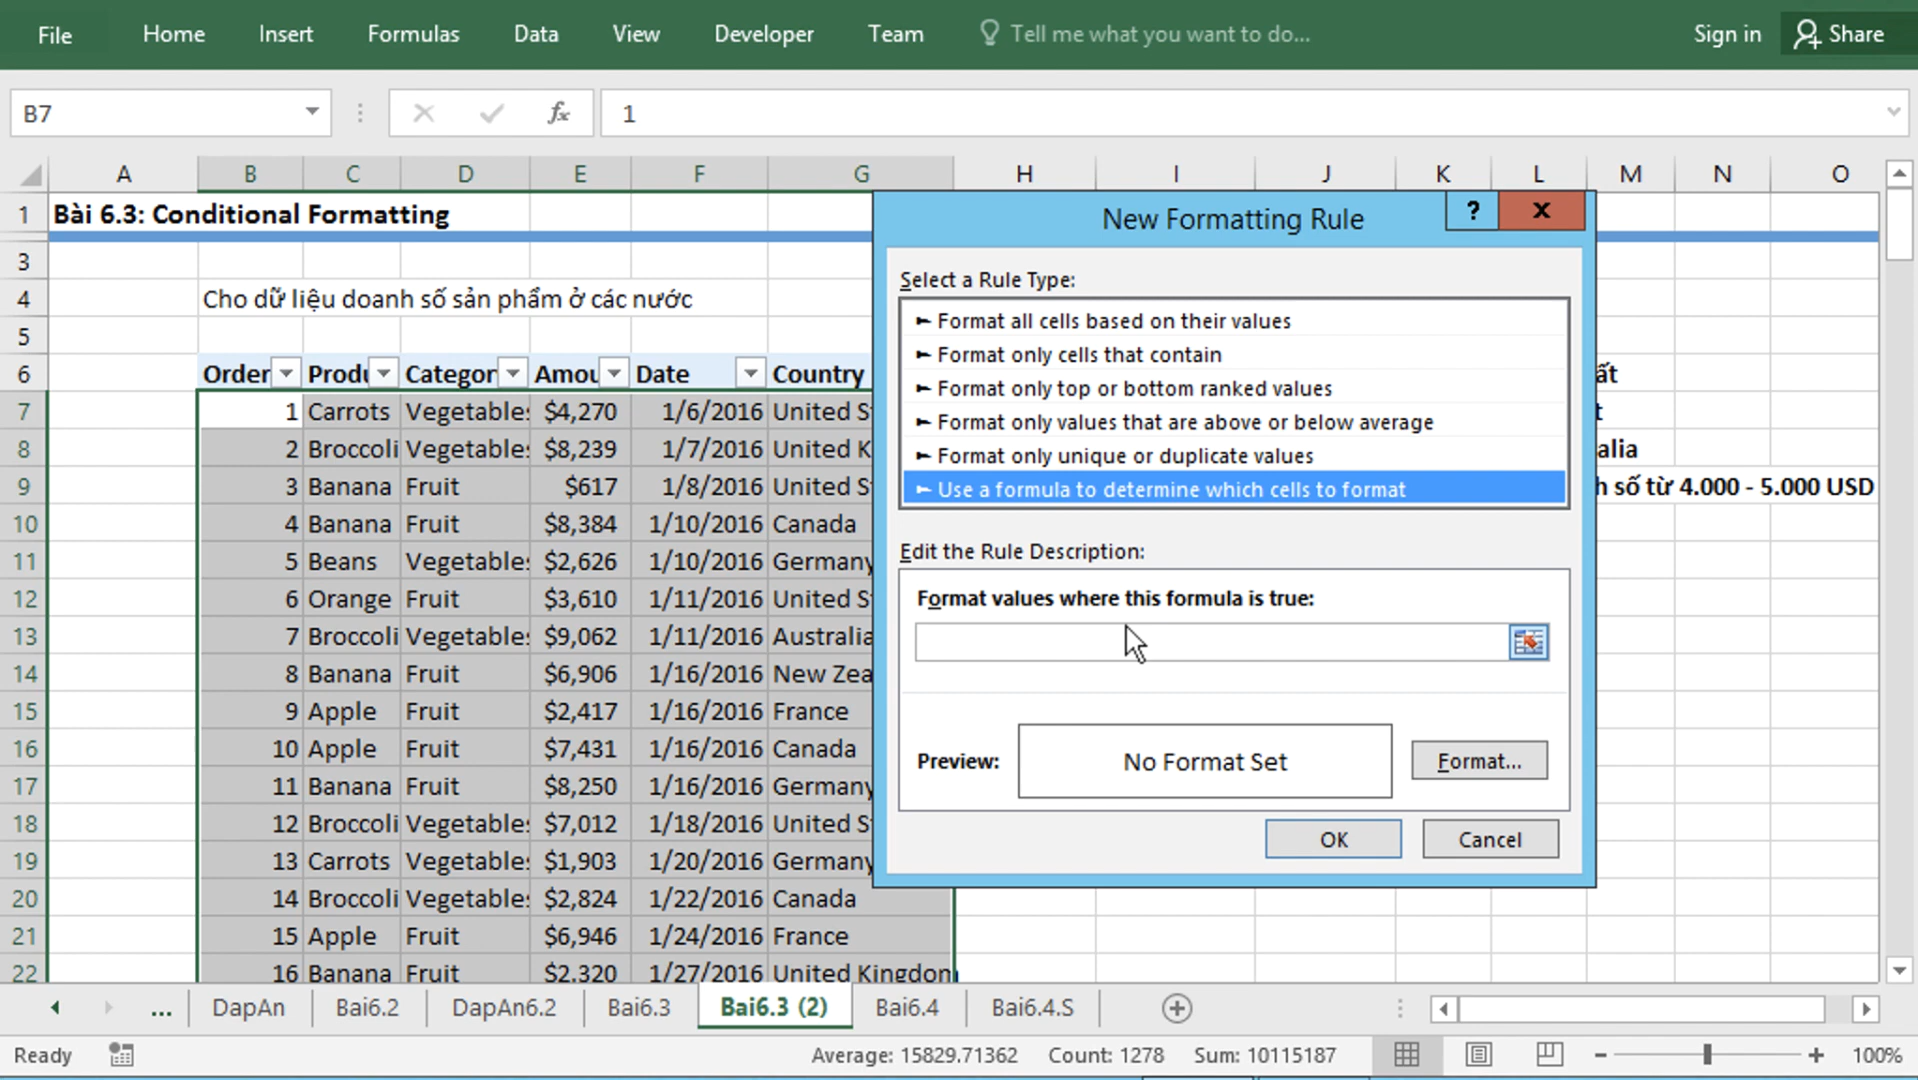 File Home Insert Formulas Data View Developer Team Tell me what you want to do... Sign in Share
B7 fx 1
A B C D E F G H I J K L M N O
1 Bài 6.3: Conditional Formatting
3
4 Cho dữ liệu doanh số sản phẩm ở các nước
5
6 Order Produ Categor Amou Date Country ất
7 1 Carrots Vegetables $4,270 1/6/2016 United S t
8 2 Broccoli Vegetables $8,239 1/7/2016 United K alia
9 3 Banana Fruit $617 1/8/2016 United S h số từ 4.000 - 5.000 USD
10 4 Banana Fruit $8,384 1/10/2016 Canada
11 5 Beans Vegetables $2,626 1/10/2016 Germany
12 6 Orange Fruit $3,610 1/11/2016 United S
13 7 Broccoli Vegetables $9,062 1/11/2016 Australia
14 8 Banana Fruit $6,906 1/16/2016 New Zea
15 9 Apple Fruit $2,417 1/16/2016 France
16 10 Apple Fruit $7,431 1/16/2016 Canada
17 11 Banana Fruit $8,250 1/16/2016 Germany
18 12 Broccoli Vegetables $7,012 1/18/2016 United S
19 13 Carrots Vegetables $1,903 1/20/2016 Germany
20 14 Broccoli Vegetables $2,824 1/22/2016 Canada
21 15 Apple Fruit $6,946 1/24/2016 France
22 16 Banana Fruit $2,320 1/27/2016 United Kingdom
New Formatting Rule ? X
Select a Rule Type:
► Format all cells based on their values
► Format only cells that contain
► Format only top or bottom ranked values
► Format only values that are above or below average
► Format only unique or duplicate values
► Use a formula to determine which cells to format
Edit the Rule Description:
Format values where this formula is true:
Preview: No Format Set Format...
OK Cancel
... DapAn Bai6.2 DapAn6.2 Bai6.3 Bai6.3 (2) Bai6.4 Bai6.4.S
Ready Average: 15829.71362 Count: 1278 Sum: 10115187 100%